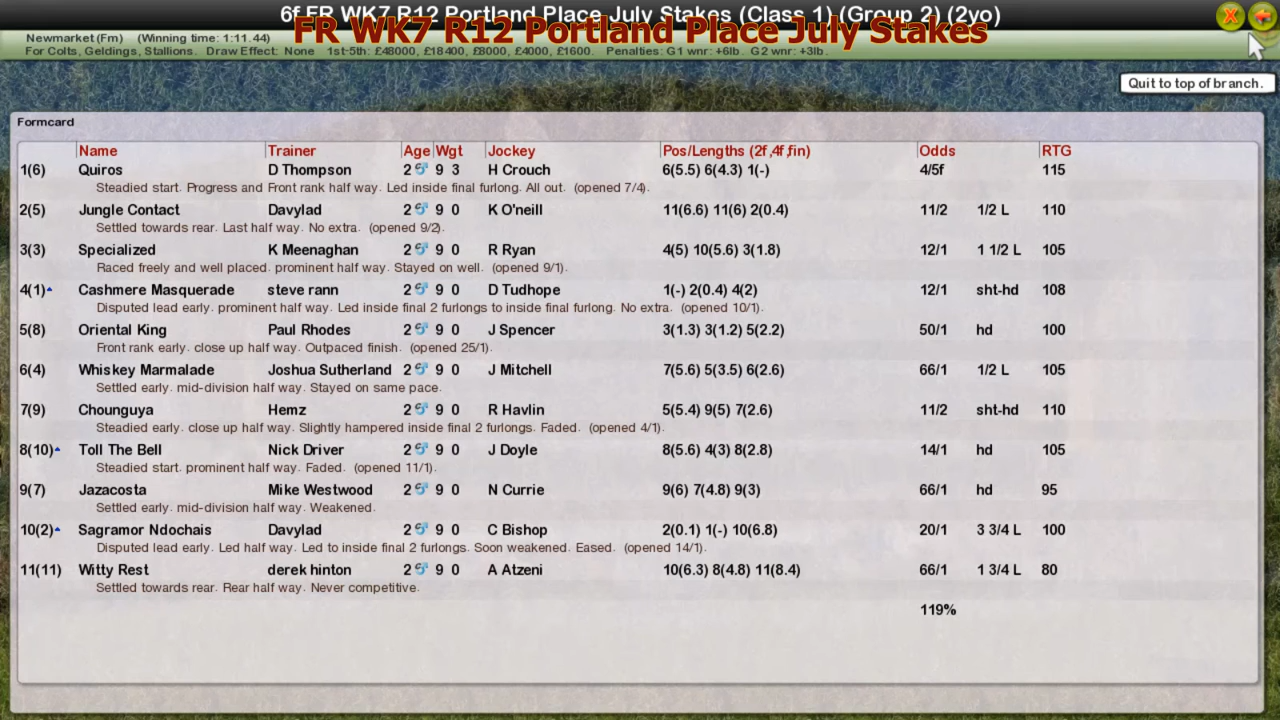 6f FR WK7 R12 Portland Place July Stakes (Class 1) (Group 2) (2yo)
FR WK7 R12 Portland Place July Stakes
Newmarket (Fm) (Winning time: 1:11.44)
For Colts, Geldings, Stallions. Draw Effect: None 1st-5th: £48000, £18400, £8000, £4000, £1600. Penalties: G1 wnr: +6lb. G2 wnr: +3lb.
Quit to top of branch.
Formcard
Name Trainer Age Wgt Jockey Pos/Lengths (2f,4f,fin) Odds RTG
1(6) Quiros D Thompson 2 9 3 H Crouch 6(5.5) 6(4.3) 1(-) 4/5f 115
Steadied start. Progress and Front rank half way. Led inside final furlong. All out. (opened 7/4).
2(5) Jungle Contact Davylad 2 9 0 K O'neill 11(6.6) 11(6) 2(0.4) 11/2 1/2 L 110
Settled towards rear. Last half way. No extra. (opened 9/2).
3(3) Specialized K Meenaghan 2 9 0 R Ryan 4(5) 10(5.6) 3(1.8) 12/1 1 1/2 L 105
Raced freely and well placed. prominent half way. Stayed on well. (opened 9/1).
4(1) Cashmere Masquerade steve rann 2 9 0 D Tudhope 1(-) 2(0.4) 4(2) 12/1 sht-hd 108
Disputed lead early. prominent half way. Led inside final 2 furlongs to inside final furlong. No extra. (opened 10/1).
5(8) Oriental King Paul Rhodes 2 9 0 J Spencer 3(1.3) 3(1.2) 5(2.2) 50/1 hd 100
Front rank early. close up half way. Outpaced finish. (opened 25/1).
6(4) Whiskey Marmalade Joshua Sutherland 2 9 0 J Mitchell 7(5.6) 5(3.5) 6(2.6) 66/1 1/2 L 105
Settled early. mid-division half way. Stayed on same pace.
7(9) Chounguya Hemz 2 9 0 R Havlin 5(5.4) 9(5) 7(2.6) 11/2 sht-hd 110
Steadied early. close up half way. Slightly hampered inside final 2 furlongs. Faded. (opened 4/1).
8(10) Toll The Bell Nick Driver 2 9 0 J Doyle 8(5.6) 4(3) 8(2.8) 14/1 hd 105
Steadied start. prominent half way. Faded. (opened 11/1).
9(7) Jazacosta Mike Westwood 2 9 0 N Currie 9(6) 7(4.8) 9(3) 66/1 hd 95
Settled early. mid-division half way. Weakened.
10(2) Sagramor Ndochais Davylad 2 9 0 C Bishop 2(0.1) 1(-) 10(6.8) 20/1 3 3/4 L 100
Disputed lead early. Led half way. Led to inside final 2 furlongs. Soon weakened. Eased. (opened 14/1).
11(11) Witty Rest derek hinton 2 9 0 A Atzeni 10(6.3) 8(4.8) 11(8.4) 66/1 1 3/4 L 80
Settled towards rear. Rear half way. Never competitive.
119%